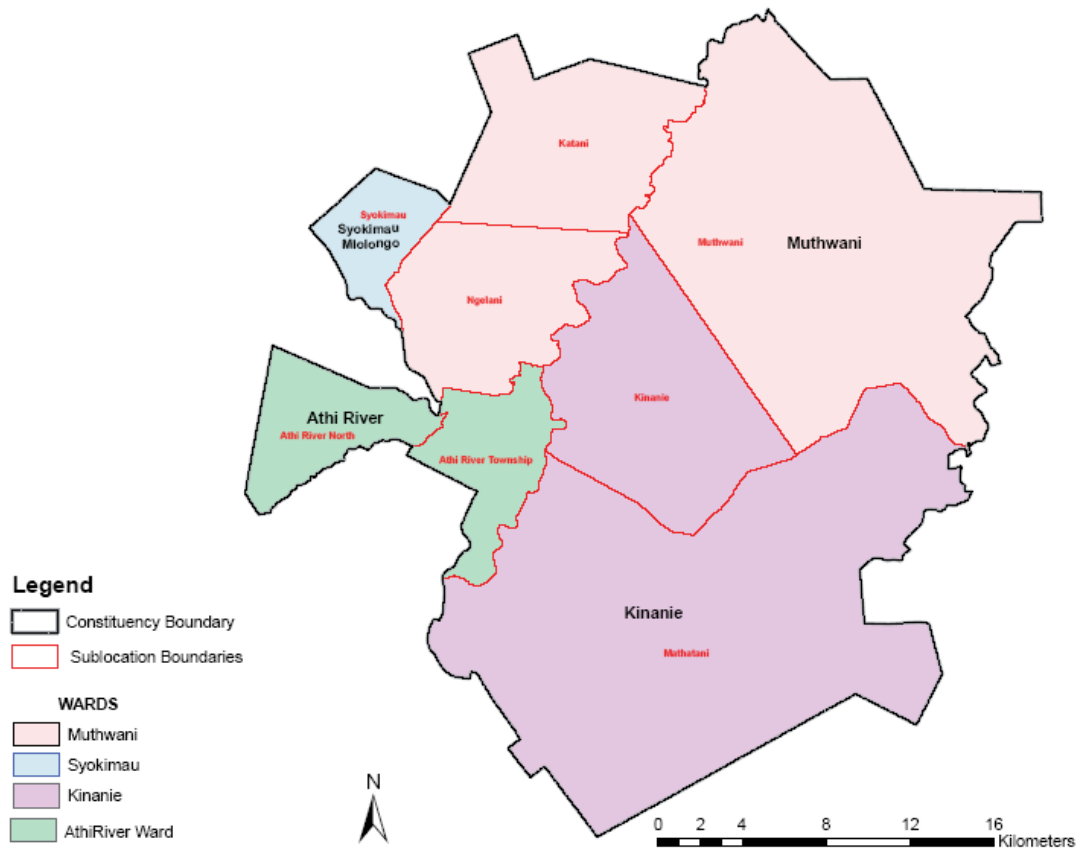 Katani
Syokimau
Syokimau
Mlolongo
Muthwani
Muthwani
Ngelani
Kinanie
Athi River
Athi River North
Athi River Township
Kinanie
Mathatani
Legend
Constituency Boundary
Sublocation Boundaries
WARDS
Muthwani
Syokimau
Kinanie
AthiRiver Ward
N
0 2 4 8 12 16
Kilometers